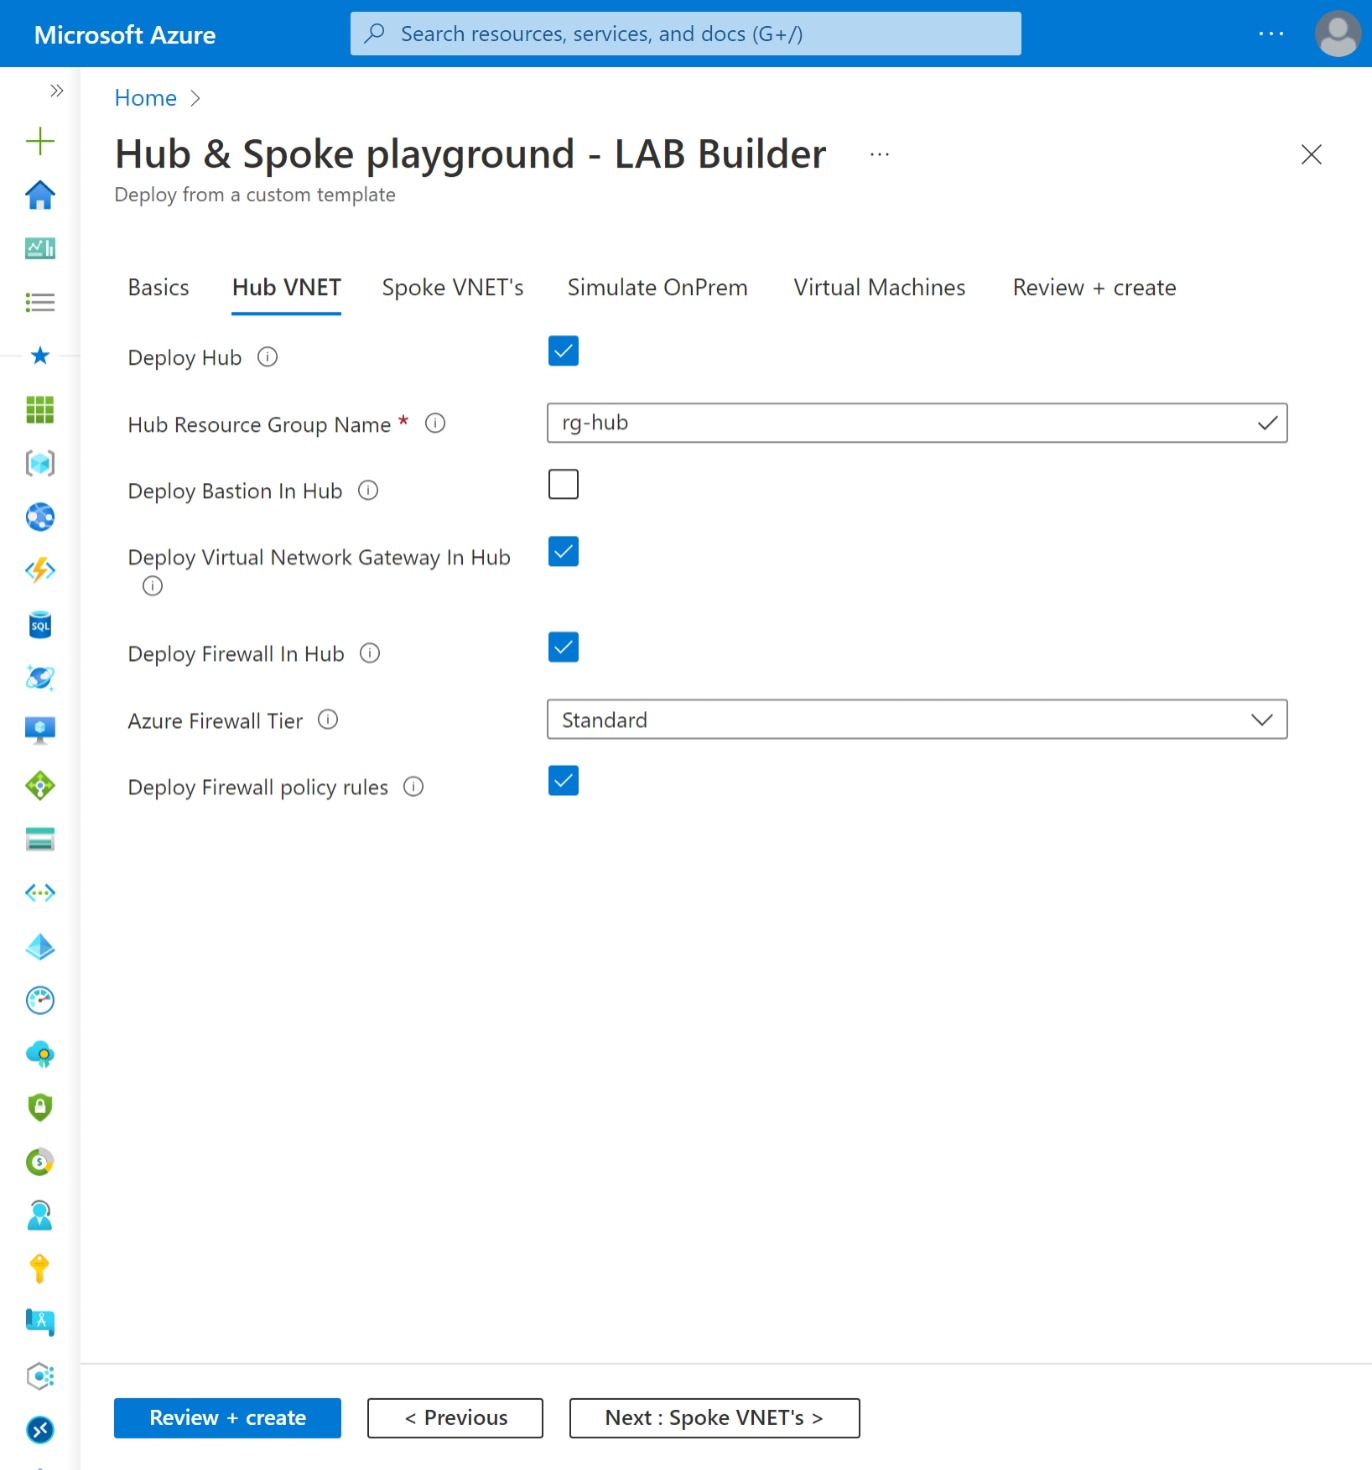 Microsoft Azure
Search resources, services, and docs (G+/)
Home
Hub & Spoke playground - LAB Builder
Deploy from a custom template
Basics
Hub VNET
Spoke VNET's
Simulate OnPrem
Virtual Machines
Review + create
Deploy Hub
Hub Resource Group Name *
rg-hub
Deploy Bastion In Hub
Deploy Virtual Network Gateway In Hub
Deploy Firewall In Hub
Azure Firewall Tier
Standard
Deploy Firewall policy rules
SQL
Review + create
< Previous
Next : Spoke VNET's >